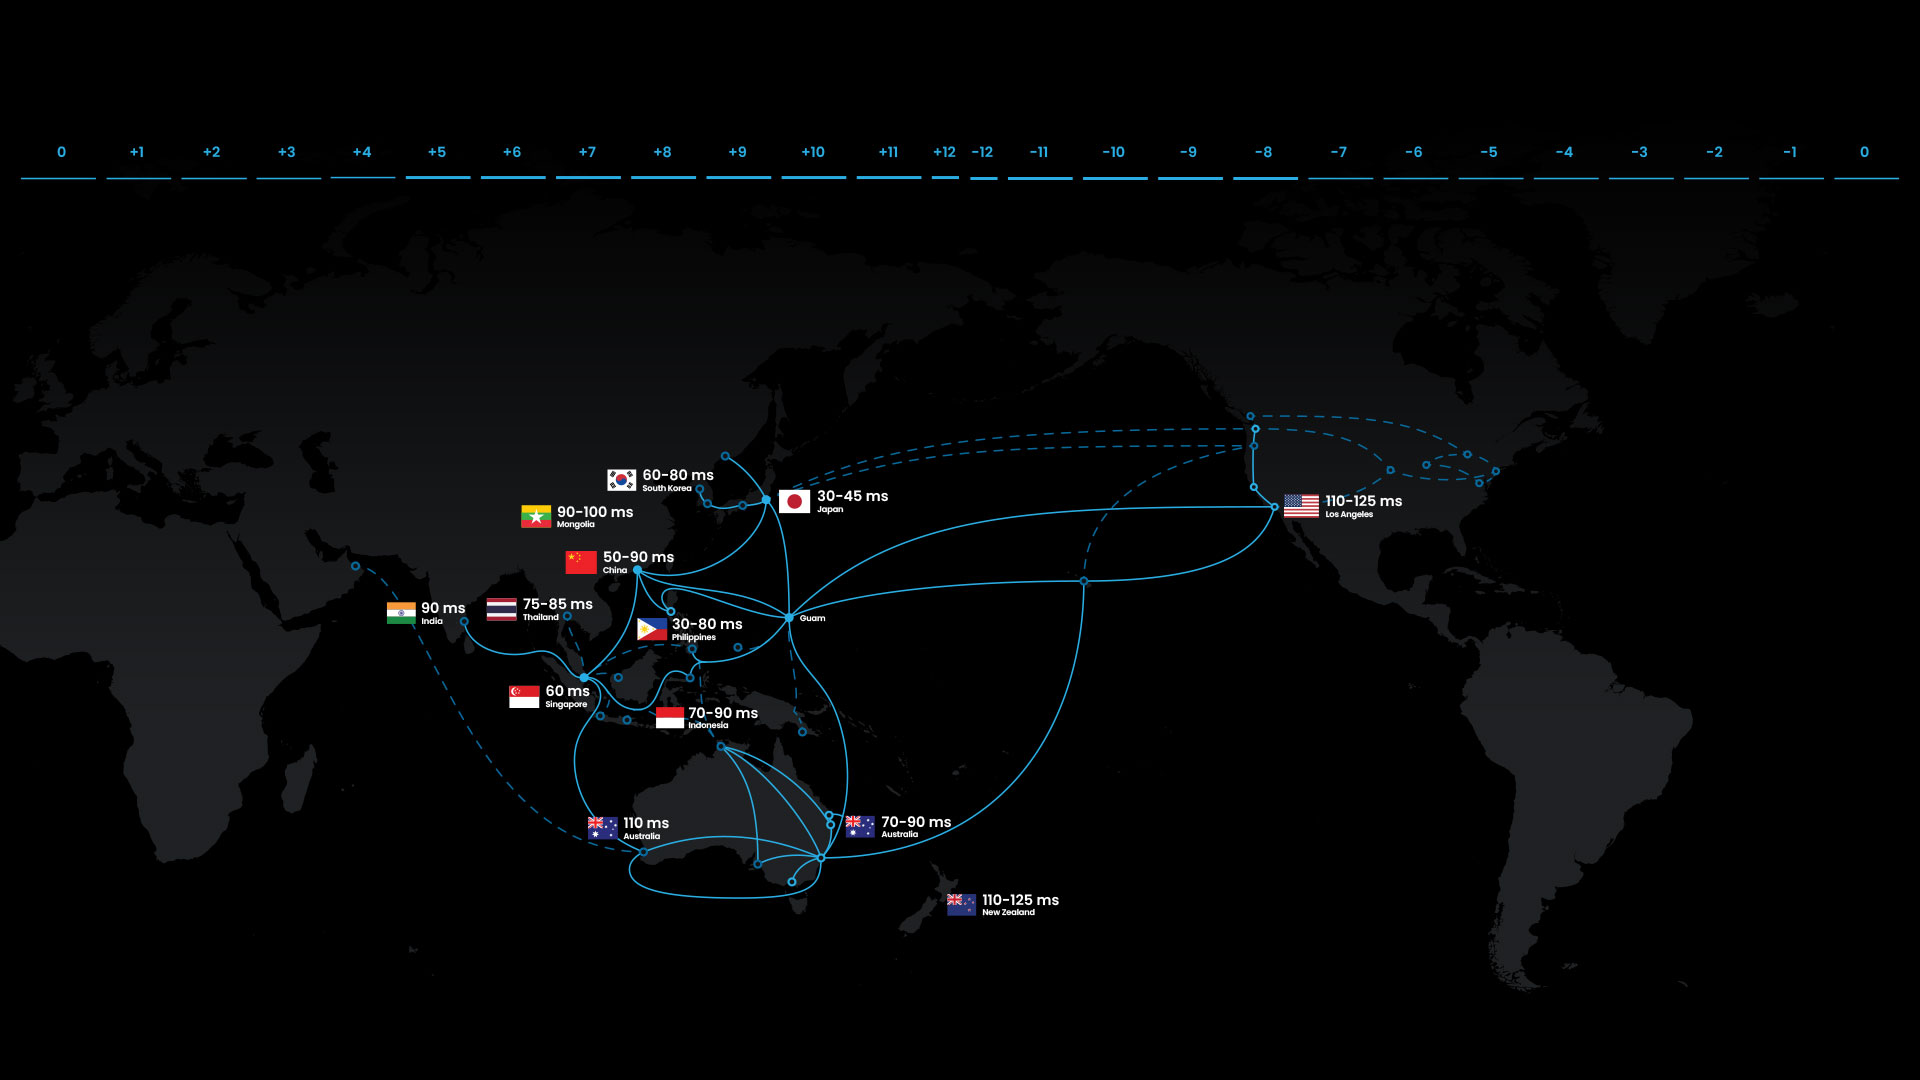 0 +1 +2 +3 +4 +5 +6 +7 +8 +9 +10 +11 +12 -12 -11 -10 -9 -8 -7 -6 -5 -4 -3 -2 -1 0
60-80 ms
South Korea
30-45 ms
Japan
110-125 ms
Los Angeles
90-100 ms
Mongolia
50-90 ms
China
90 ms
India
75-85 ms
Thailand
Guam
30-80 ms
Philippines
60 ms
Singapore
70-90 ms
Indonesia
110 ms
Australia
70-90 ms
Australia
110-125 ms
New Zealand